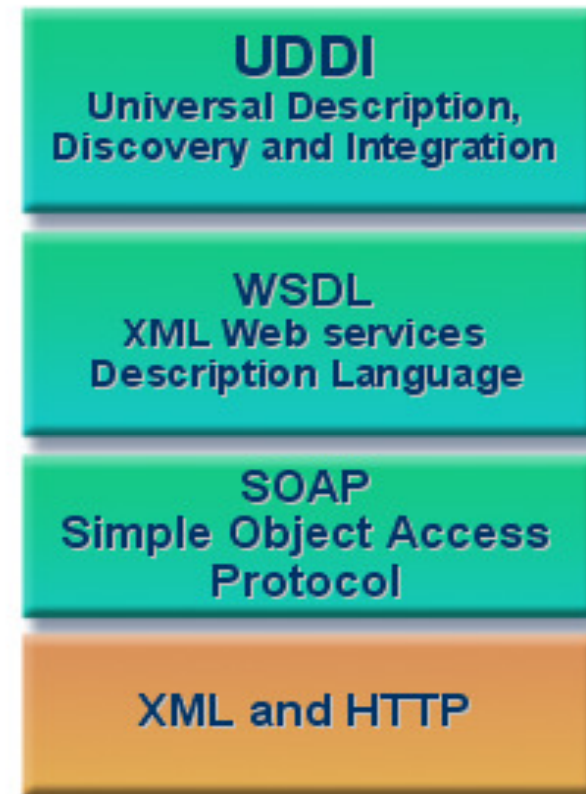 UDDI
Universal Description,
Discovery and Integration
WSDL
XML Web services
Description Language
SOAP
Simple Object Access
Protocol
XML and HTTP